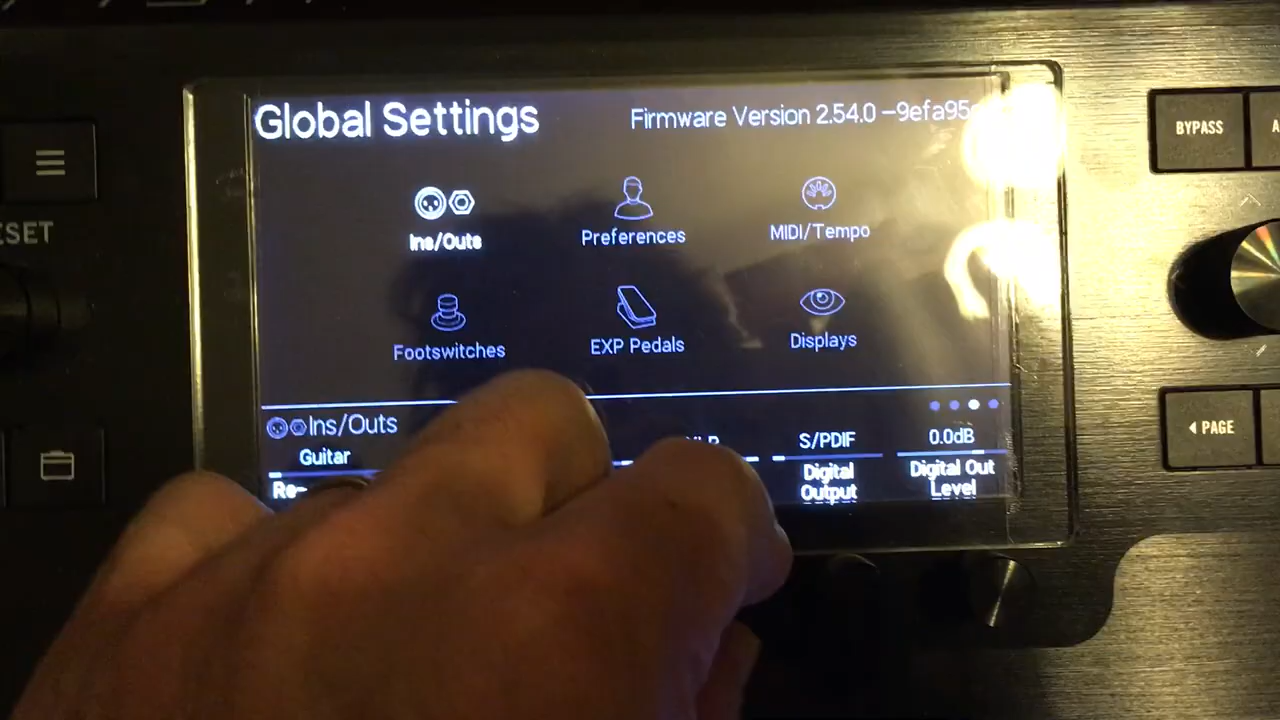 Global Settings
Firmware Version 2.54.0 -9efa95
Ins/Outs
Preferences
MIDI/Tempo
Footswitches
EXP Pedals
Displays
Ins/Outs
Guitar
S/PDIF
0.0dB
Re-
Digital
Output
Digital Out
Level
BYPASS
◀ PAGE